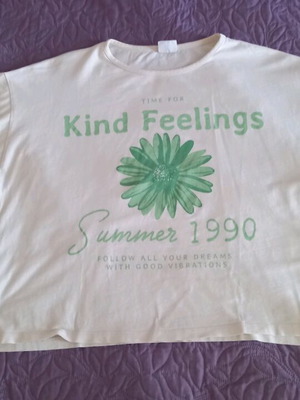 TIME FOR
Kind Feelings
Summer 1990
FOLLOW ALL YOUR DREAMS
WITH GOOD VIBRATIONS